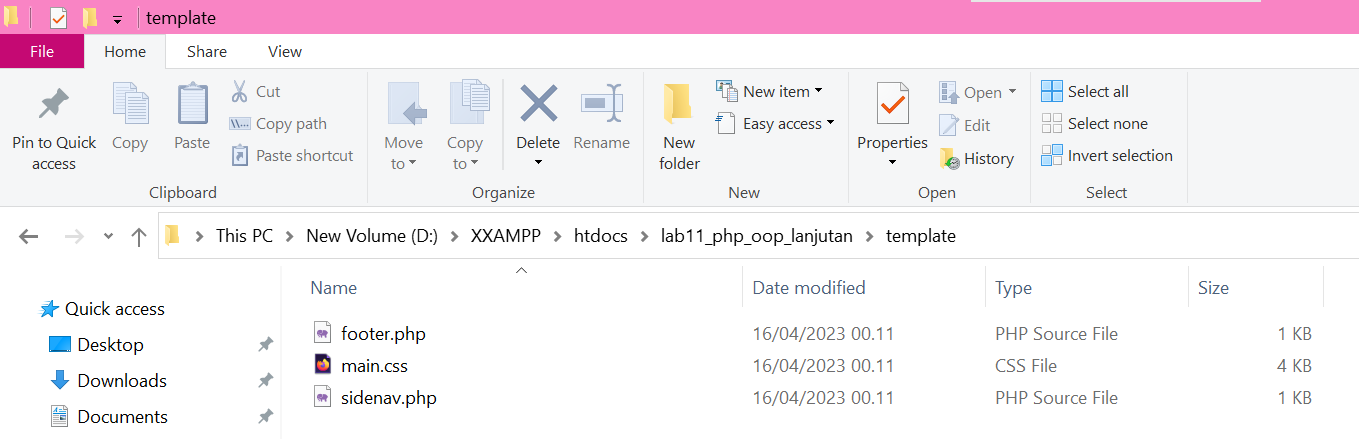 template
File Home Share View
Pin to Quick access
Copy
Paste
Cut
Copy path
Paste shortcut
Clipboard
Move to
Copy to
Delete
Rename
Organize
New folder
New item
Easy access
New
Properties
Open
Edit
History
Open
Select all
Select none
Invert selection
Select
This PC > New Volume (D:) > XXAMPP > htdocs > lab11_php_oop_lanjutan > template
Quick access
Desktop
Downloads
Documents
Name Date modified Type Size
footer.php 16/04/2023 00.11 PHP Source File 1 KB
main.css 16/04/2023 00.11 CSS File 4 KB
sidenav.php 16/04/2023 00.11 PHP Source File 1 KB